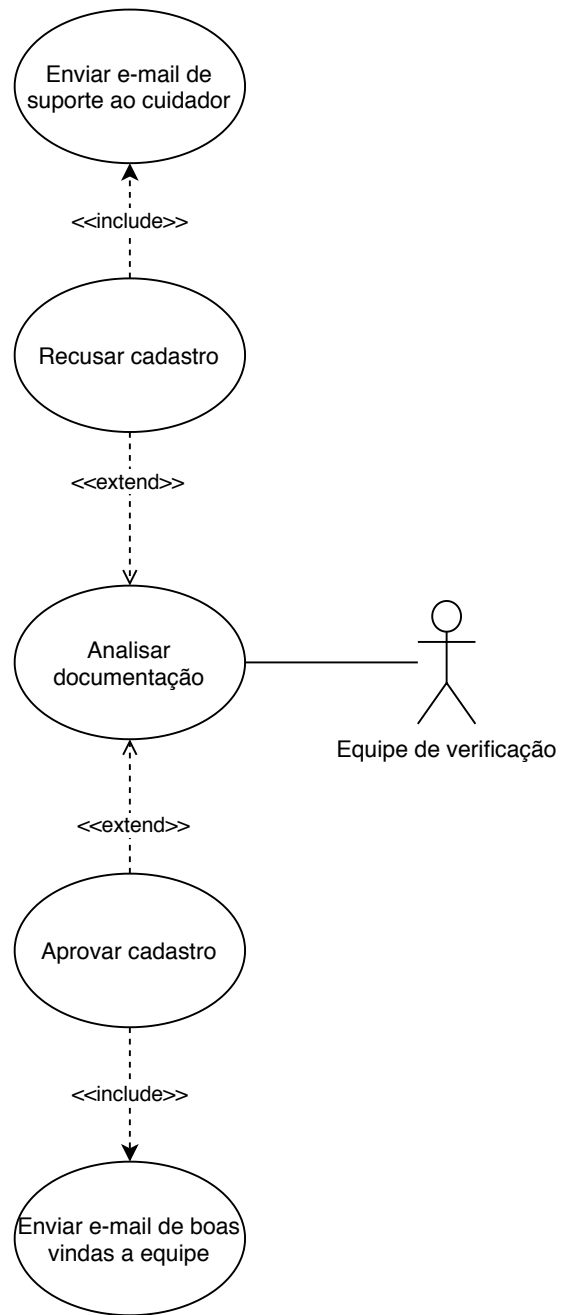 Enviar e-mail de
suporte ao cuidador
<<include>>
Recusar cadastro
<<extend>>
Analisar
documentação
Equipe de verificação
<<extend>>
Aprovar cadastro
<<include>>
Enviar e-mail de boas
vindas a equipe